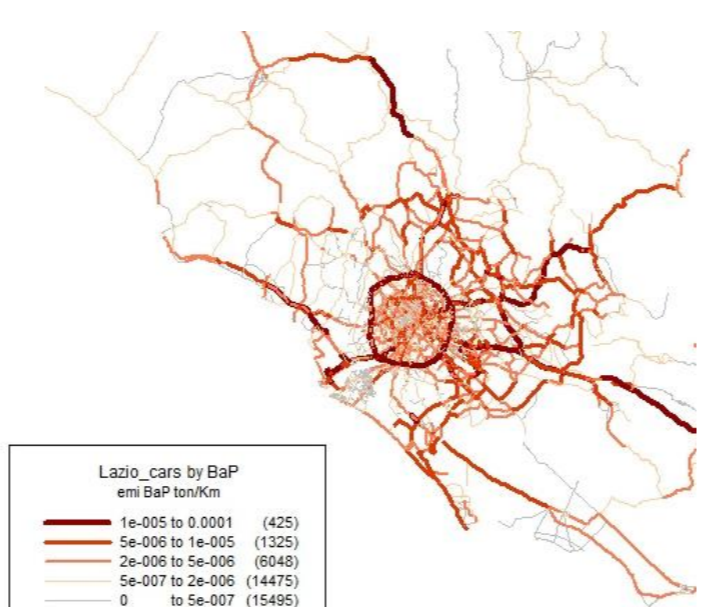 Lazio_cars by BaP
emi BaP ton/Km
1e-005 to 0.0001 (425)
5e-006 to 1e-005 (1325)
2e-006 to 5e-006 (6048)
5e-007 to 2e-006 (14475)
0 to 5e-007 (15495)